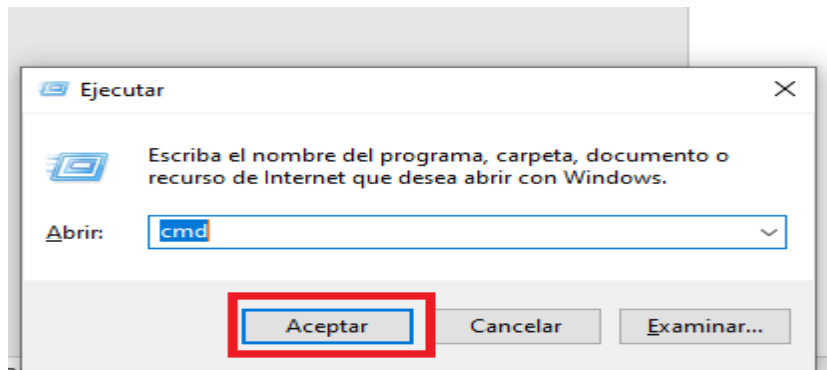 Ejecutar
Escriba el nombre del programa, carpeta, documento o
recurso de Internet que desea abrir con Windows.
Abrir: cmd
Aceptar Cancelar Examinar...